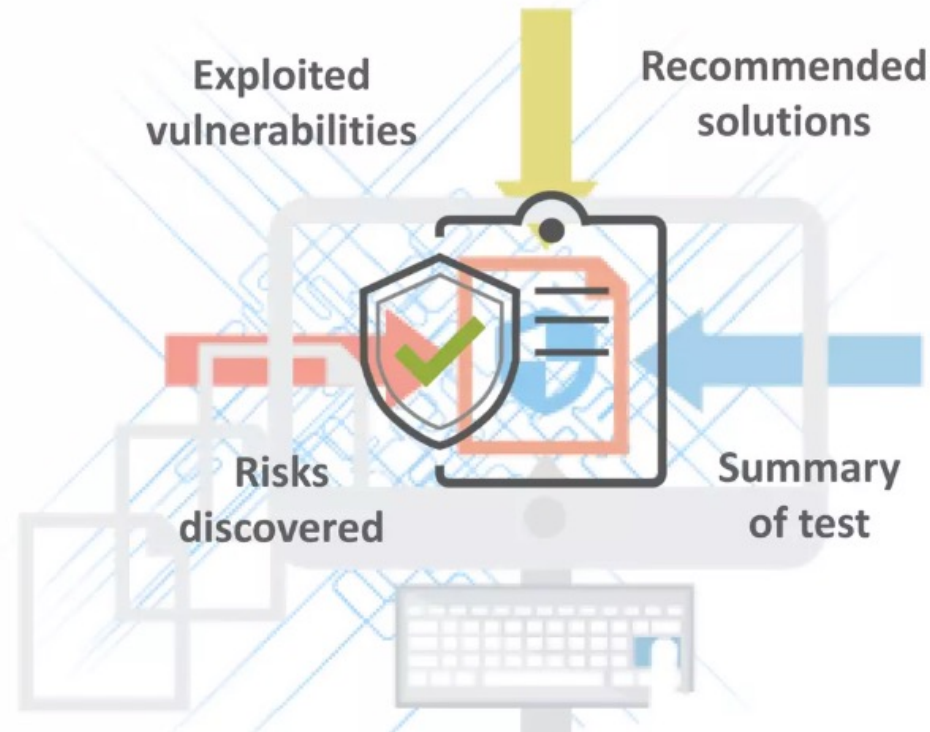 Exploited
vulnerabilities
Recommended
solutions
Risks
discovered
Summary
of test